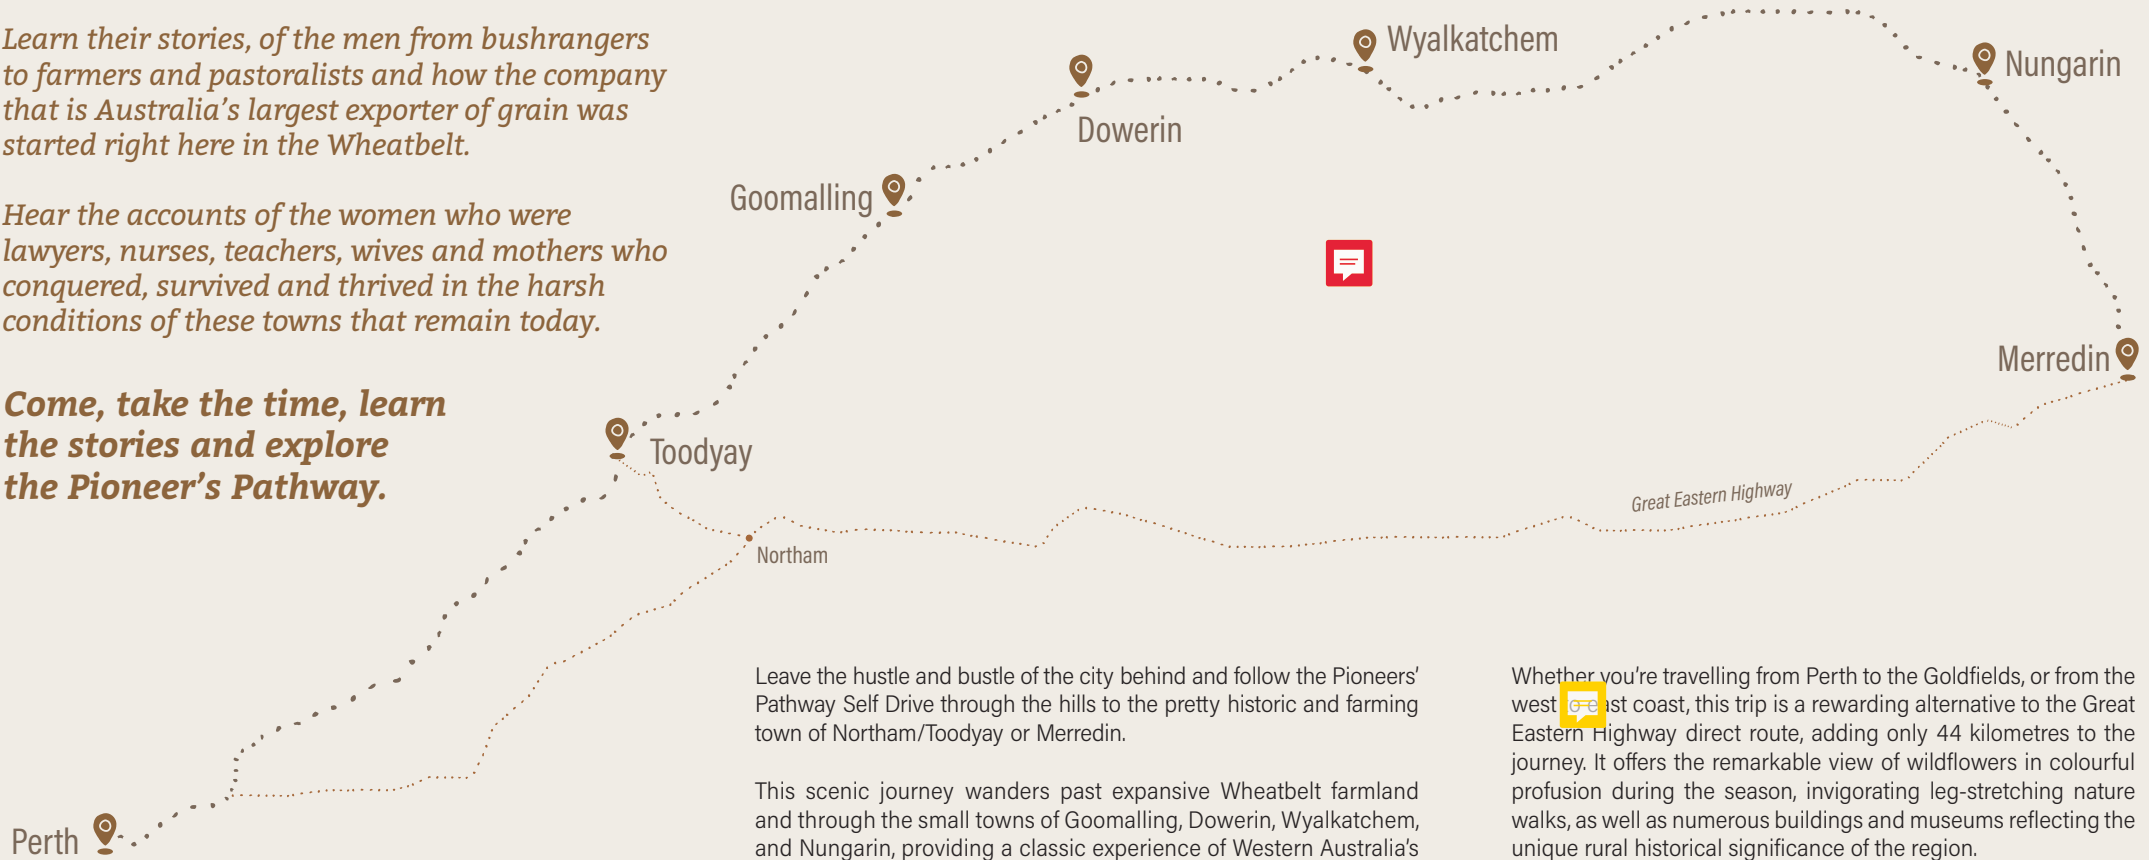 Learn their stories, of the men from bushrangers
to farmers and pastoralists and how the company
that is Australia's largest exporter of grain was
started right here in the Wheatbelt.
Hear the accounts of the women who were
lawyers, nurses, teachers, wives and mothers who
conquered, survived and thrived in the harsh
conditions of these towns that remain today.
Come, take the time, learn
the stories and explore
the Pioneer's Pathway.
Wyalkatchem
Nungarin
Dowerin
Goomalling
Merredin
Toodyay
Great Eastern Highway
Northam
Perth
Leave the hustle and bustle of the city behind and follow the Pioneers'
Pathway Self Drive through the hills to the pretty historic and farming
town of Northam/Toodyay or Merredin.
This scenic journey wanders past expansive Wheatbelt farmland
and through the small towns of Goomalling, Dowerin, Wyalkatchem,
and Nungarin, providing a classic experience of Western Australia's
Whether you're travelling from Perth to the Goldfields, or from the
west to east coast, this trip is a rewarding alternative to the Great
Eastern Highway direct route, adding only 44 kilometres to the
journey. It offers the remarkable view of wildflowers in colourful
profusion during the season, invigorating leg-stretching nature
walks, as well as numerous buildings and museums reflecting the
unique rural historical significance of the region.